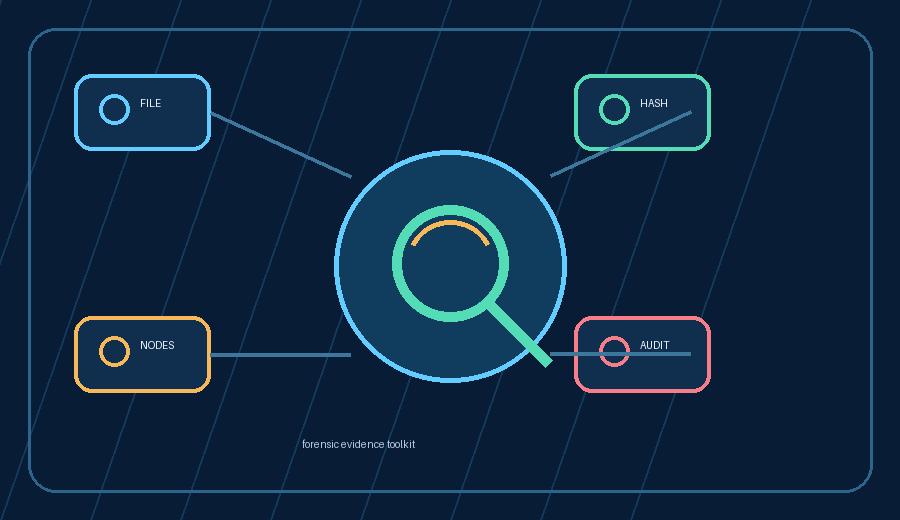 FILE
HASH
NODES
AUDIT
forensic evidence toolkit